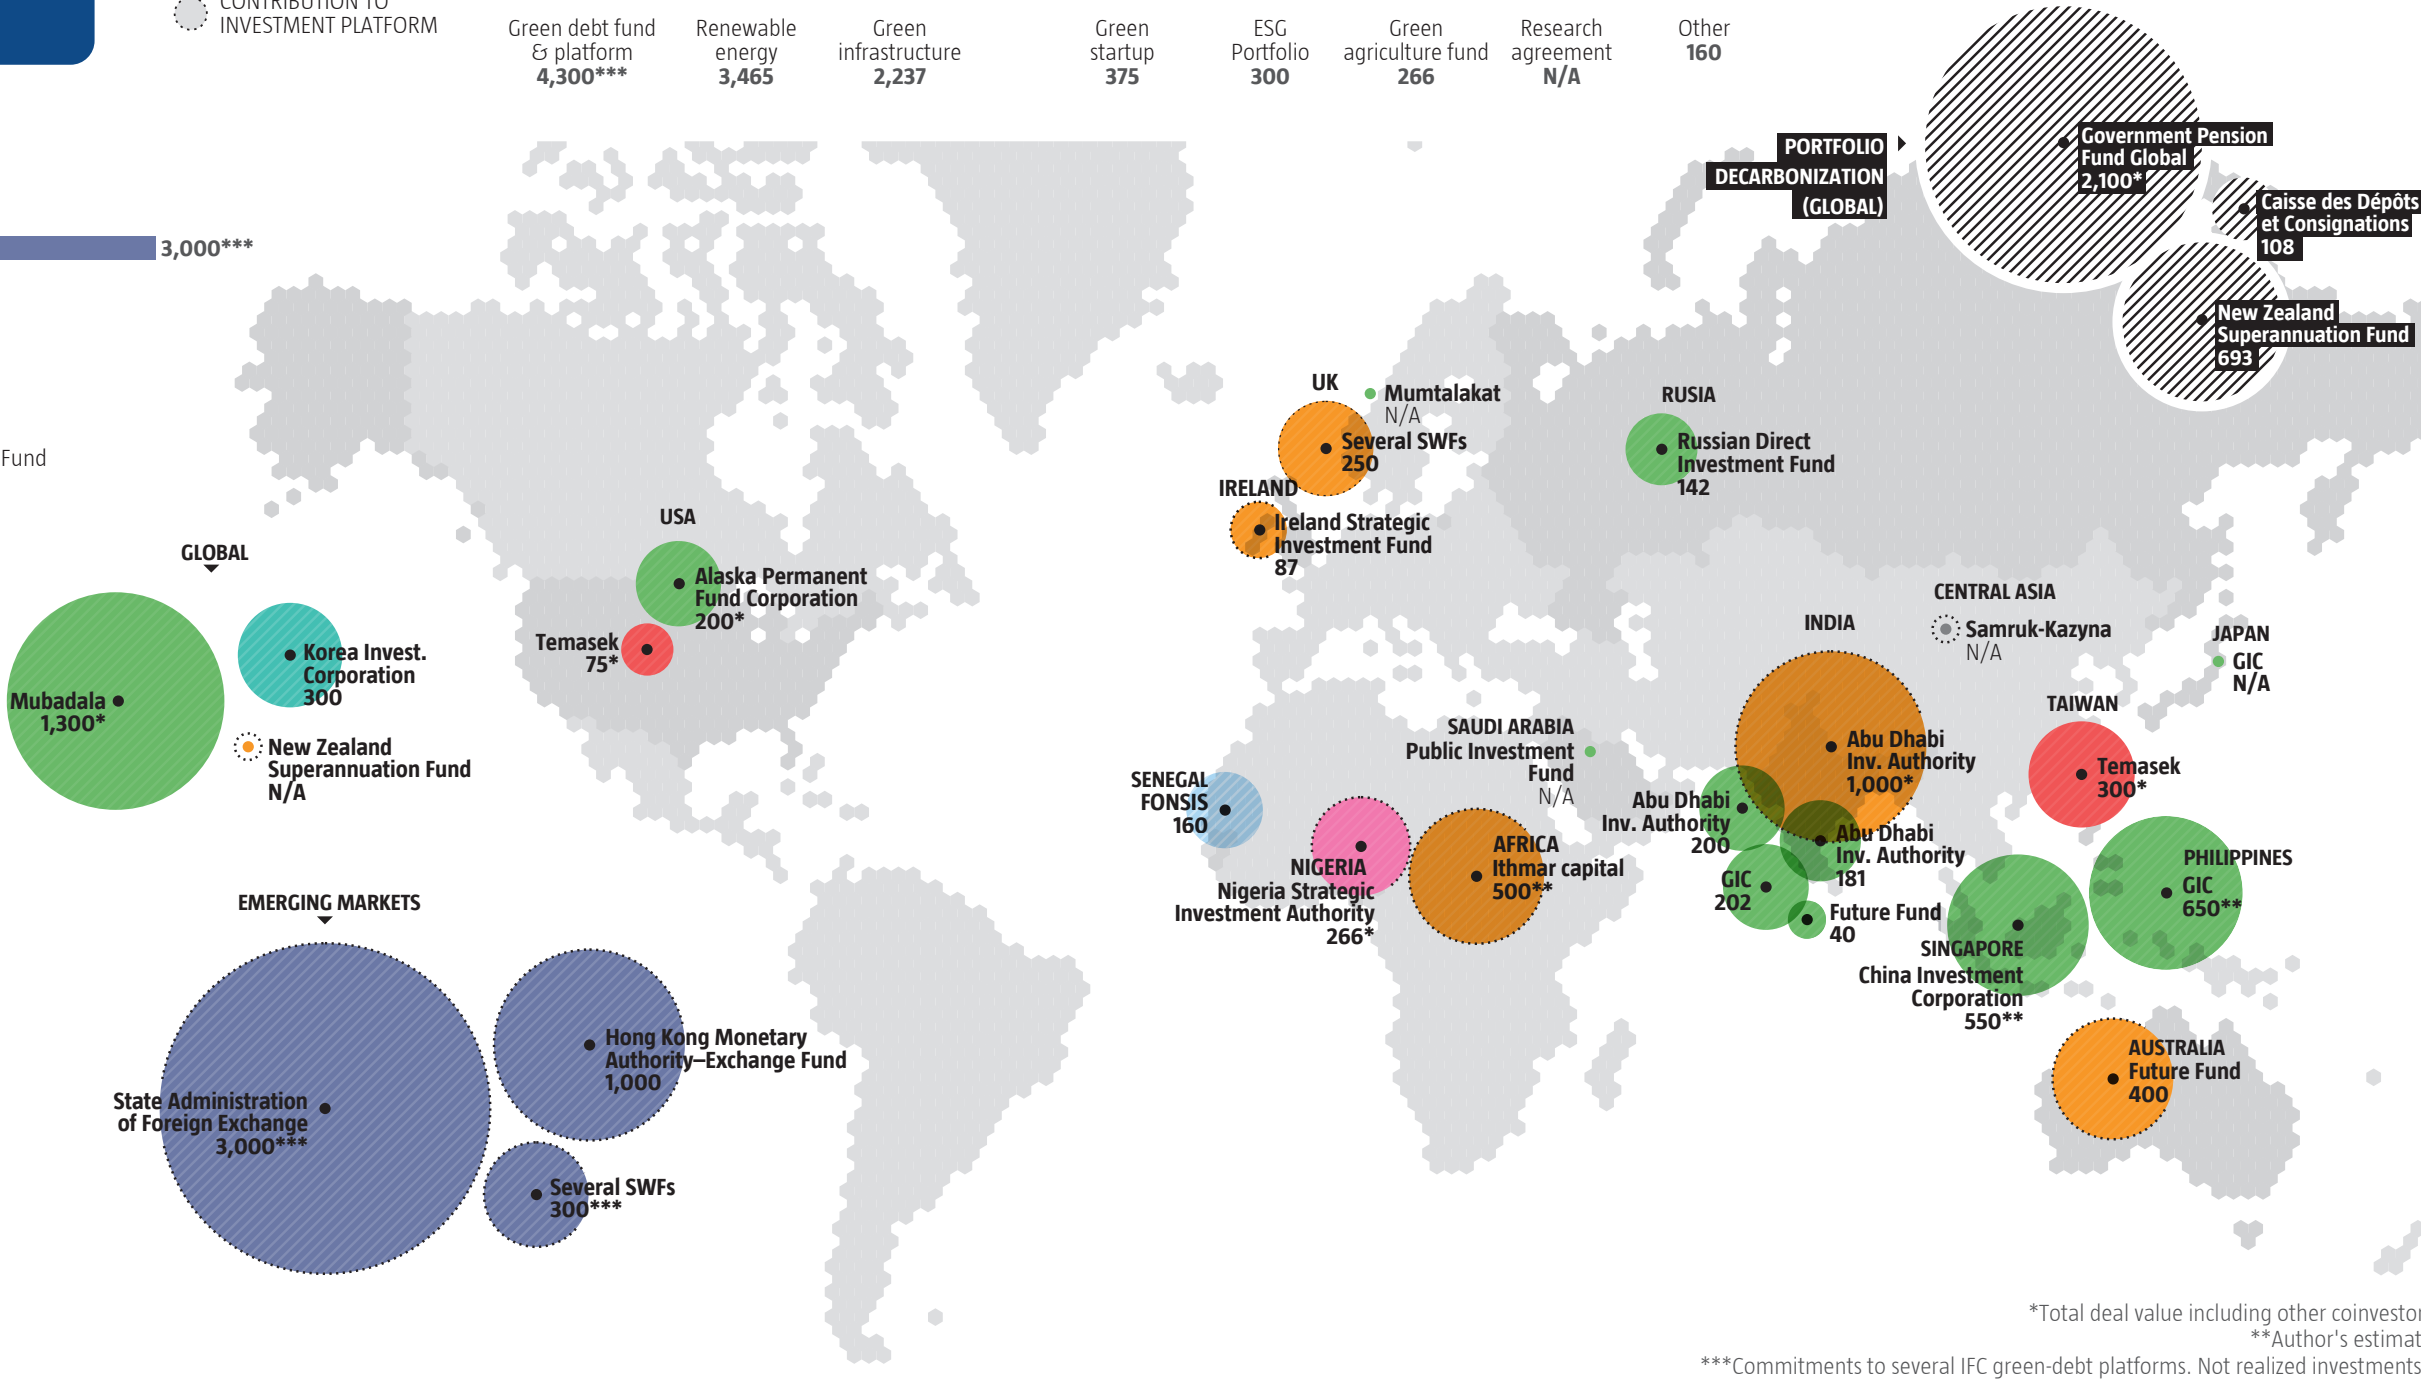 CONTRIBUTION TO
INVESTMENT PLATFORM
Green debt fund
& platform
4,300***
Renewable
energy
3,465
Green
infrastructure
2,237
Green
startup
375
ESG
Portfolio
300
Green
agriculture fund
266
Research
agreement
N/A
Other
160
3,000***
Fund
PORTFOLIO
DECARBONIZATION
(GLOBAL)
Government Pension
Fund Global
2,100*
Caisse des Dépôts
et Consignations
108
New Zealand
Superannuation Fund
693
UK
Mumtalakat
N/A
Several SWFs
250
IRELAND
Ireland Strategic
Investment Fund
87
RUSIA
Russian Direct
Investment Fund
142
USA
Alaska Permanent
Fund Corporation
200*
Temasek
75*
GLOBAL
Mubadala
1,300*
Korea Invest.
Corporation
300
New Zealand
Superannuation Fund
N/A
CENTRAL ASIA
Samruk-Kazyna
N/A
JAPAN
GIC
N/A
INDIA
Abu Dhabi
Inv. Authority
1,000*
Abu Dhabi
Inv. Authority
200
Abu Dhabi
Inv. Authority
181
GIC
202
Future Fund
40
TAIWAN
Temasek
300*
SAUDI ARABIA
Public Investment
Fund
N/A
SENEGAL
FONSIS
160
NIGERIA
Nigeria Strategic
Investment Authority
266*
AFRICA
Ithmar capital
500**
PHILIPPINES
GIC
650**
SINGAPORE
China Investment
Corporation
550**
AUSTRALIA
Future Fund
400
EMERGING MARKETS
State Administration
of Foreign Exchange
3,000***
Hong Kong Monetary
Authority–Exchange Fund
1,000
Several SWFs
300***
*Total deal value including other coinvestor
**Author's estimat
***Commitments to several IFC green-debt platforms. Not realized investments